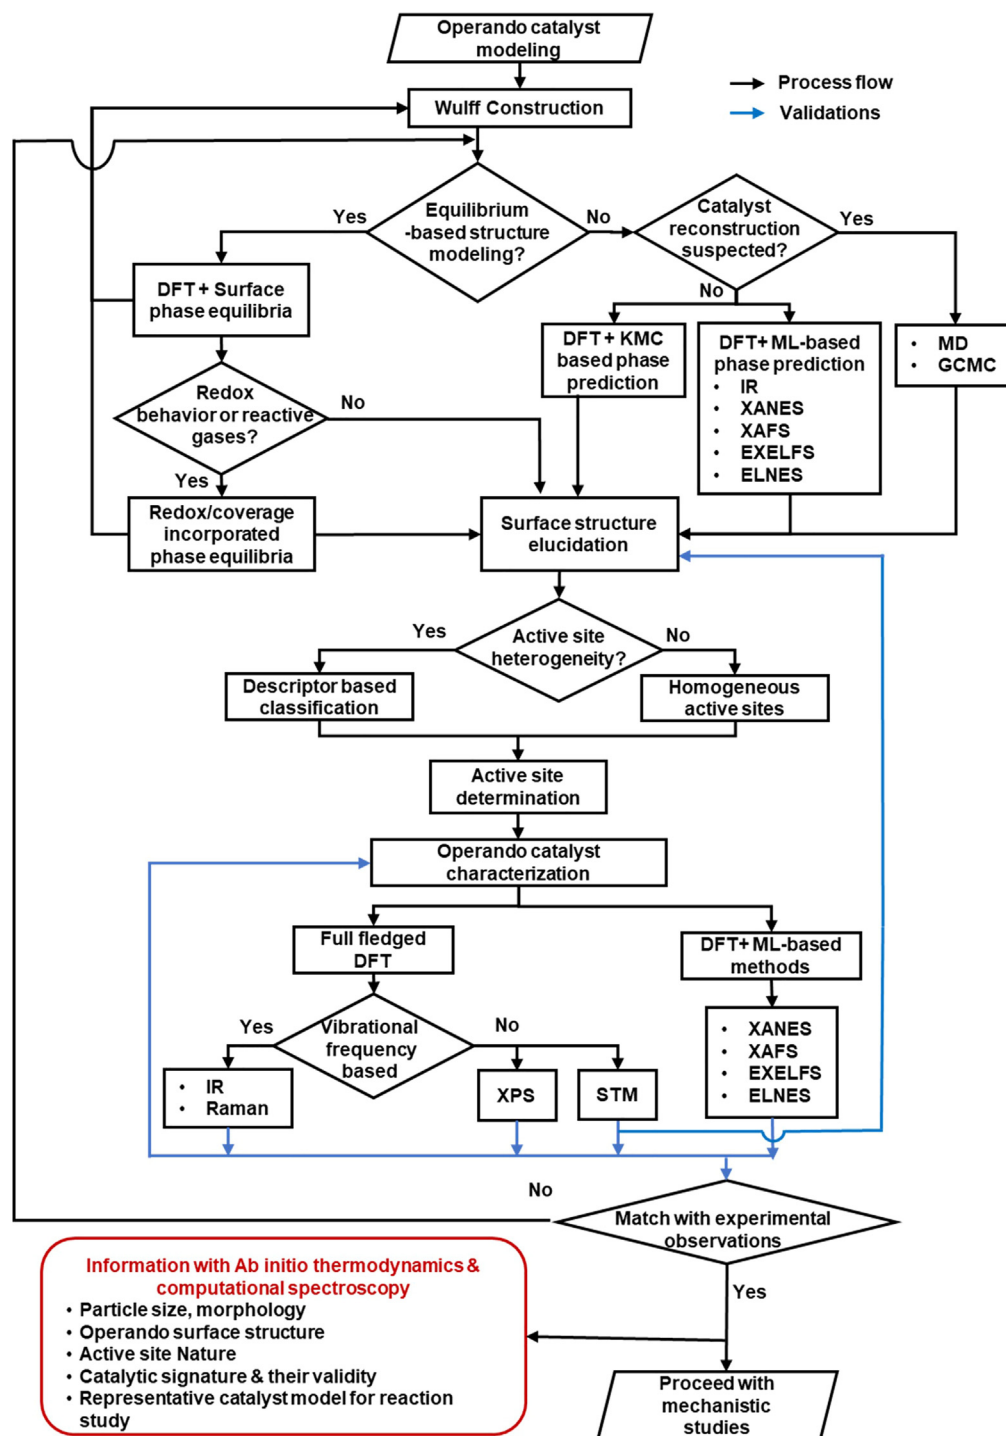 Operando catalyst
modeling
Process flow
Validations
Wulff Construction
Equilibrium
-based structure
modeling?
Yes
No
Catalyst
reconstruction
suspected?
Yes
No
DFT + Surface
phase equilibria
DFT + KMC
based phase
prediction
DFT+ ML-based
phase prediction
• IR
• XANES
• XAFS
• EXELFS
• ELNES
• MD
• GCMC
Redox
behavior or reactive
gases?
No
Yes
Redox/coverage
incorporated
phase equilibria
Surface structure
elucidation
Active site
heterogeneity?
Yes
No
Descriptor based
classification
Homogeneous
active sites
Active site
determination
Operando catalyst
characterization
Full fledged
DFT
DFT+ ML-based
methods
Vibrational
frequency
based
Yes
No
• IR
• Raman
XPS
STM
• XANES
• XAFS
• EXELFS
• ELNES
No
Match with experimental
observations
Yes
Information with Ab initio thermodynamics &
computational spectroscopy
• Particle size, morphology
• Operando surface structure
• Active site Nature
• Catalytic signature & their validity
• Representative catalyst model for reaction
study
Proceed with
mechanistic
studies